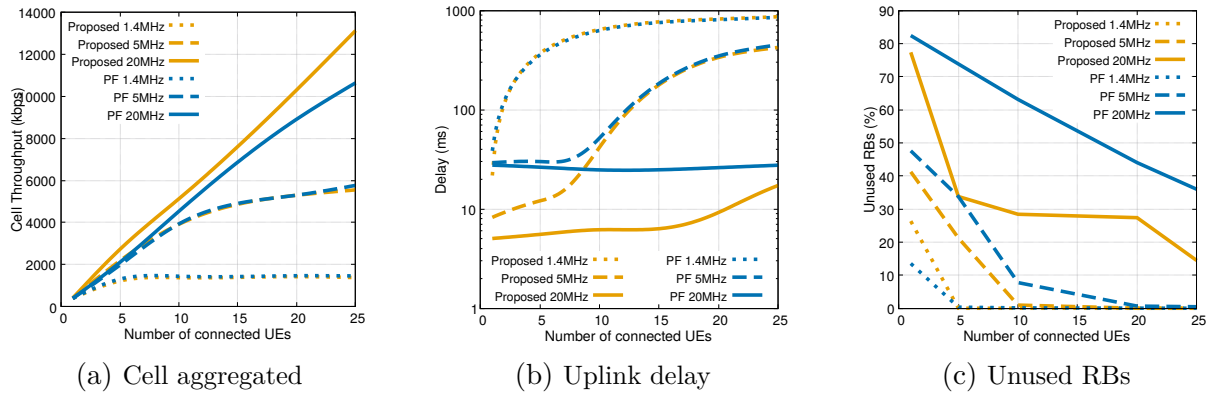 Cell Throughput (kbps)
14000
12000
10000
8000
6000
4000
2000
0
Proposed 1.4MHz
Proposed 5MHz
Proposed 20MHz
PF 1.4MHz
PF 5MHz
PF 20MHz
0 5 10 15 20 25
Number of connected UEs
(a) Cell aggregated
Delay (ms)
1000
100
10
1
Proposed 1.4MHz
Proposed 5MHz
Proposed 20MHz
PF 1.4MHz
PF 5MHz
PF 20MHz
0 5 10 15 20 25
Number of connected UEs
(b) Uplink delay
Unused RBs (%)
90
80
70
60
50
40
30
20
10
0
Proposed 1.4MHz
Proposed 5MHz
Proposed 20MHz
PF 1.4MHz
PF 5MHz
PF 20MHz
0 5 10 15 20 25
Number of connected UEs
(c) Unused RBs